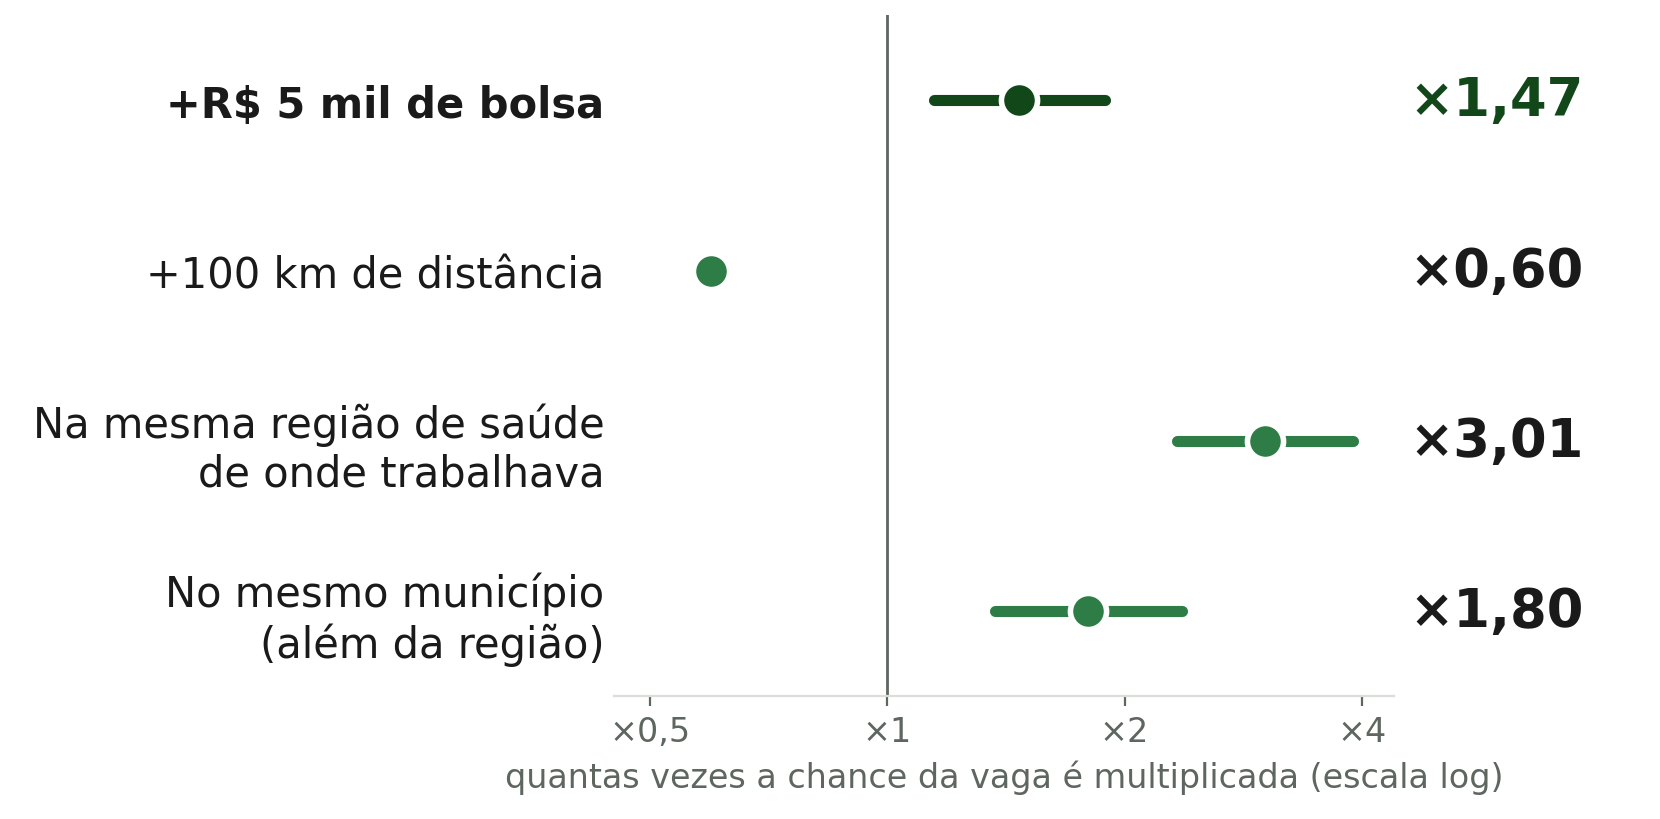 +R$ 5 mil de bolsa
×1,47
+100 km de distância
×0,60
Na mesma região de saúde
de onde trabalhava
×3,01
No mesmo município
(além da região)
×1,80
×0,5
×1
×2
×4
quantas vezes a chance da vaga é multiplicada (escala log)